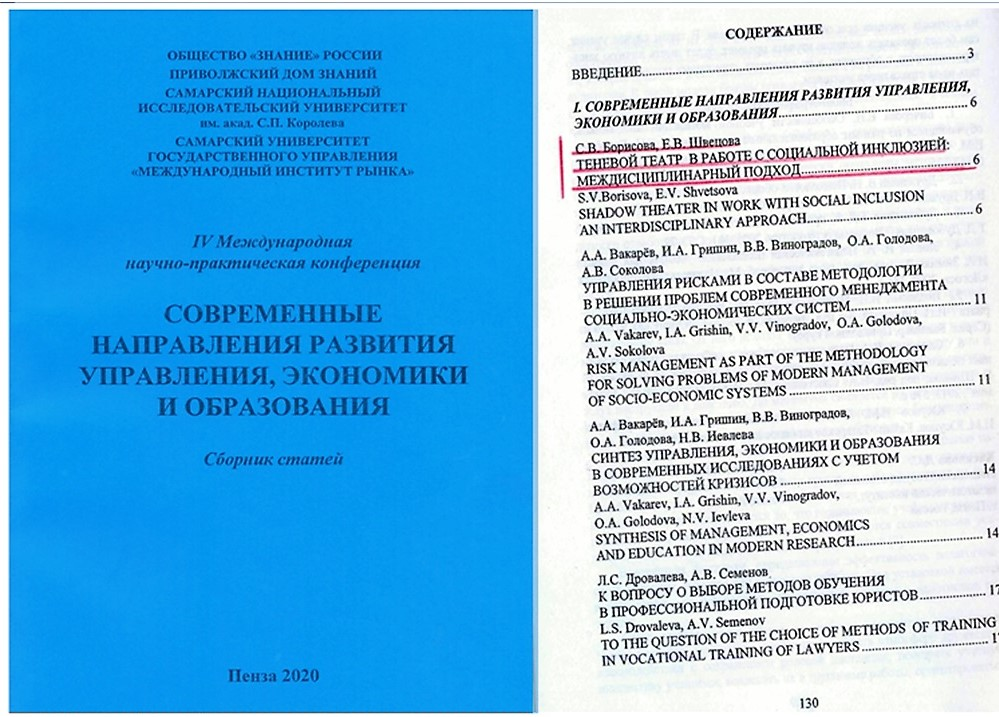 ОБЩЕСТВО «ЗНАНИЕ» РОССИИ
ПРИВОЛЖСКИЙ ДОМ ЗНАНИЙ
САМАРСКИЙ НАЦИОНАЛЬНЫЙ
ИССЛЕДОВАТЕЛЬСКИЙ УНИВЕРСИТЕТ
им. акад. С.П. Королева
САМАРСКИЙ УНИВЕРСИТЕТ
ГОСУДАРСТВЕННОГО УПРАВЛЕНИЯ
«МЕЖДУНАРОДНЫЙ ИНСТИТУТ РЫНКА»
IV Международная
научно-практическая конференция
СОВРЕМЕННЫЕ
НАПРАВЛЕНИЯ РАЗВИТИЯ
УПРАВЛЕНИЯ, ЭКОНОМИКИ
И ОБРАЗОВАНИЯ
Сборник статей
Пенза 2020
СОДЕРЖАНИЕ
ВВЕДЕНИЕ.......... 3
I. СОВРЕМЕННЫЕ НАПРАВЛЕНИЯ РАЗВИТИЯ УПРАВЛЕНИЯ,
ЭКОНОМИКИ И ОБРАЗОВАНИЯ.......... 6
С.В. Борисова, Е.В. Швецова
ТЕНЕВОЙ ТЕАТР В РАБОТЕ С СОЦИАЛЬНОЙ ИНКЛЮЗИЕЙ:
МЕЖДИСЦИПЛИНАРНЫЙ ПОДХОД.......... 6
S.V.Borisova, E.V. Shvetsova
SHADOW THEATER IN WORK WITH SOCIAL INCLUSION
AN INTERDISCIPLINARY APPROACH.......... 6
А.А. Вакарёв, И.А. Гришин, В.В. Виноградов, О.А. Голодова,
А.В. Соколова
УПРАВЛЕНИЯ РИСКАМИ В СОСТАВЕ МЕТОДОЛОГИИ
В РЕШЕНИИ ПРОБЛЕМ СОВРЕМЕННОГО МЕНЕДЖМЕНТА
СОЦИАЛЬНО-ЭКОНОМИЧЕСКИХ СИСТЕМ.......... 11
A.A. Vakarev, I.A. Grishin, V.V. Vinogradov, O.A. Golodova,
A.V. Sokolova
RISK MANAGEMENT AS PART OF THE METHODOLOGY
FOR SOLVING PROBLEMS OF MODERN MANAGEMENT
OF SOCIO-ECONOMIC SYSTEMS.......... 11
А.А. Вакарёв, И.А. Гришин, В.В. Виноградов,
О.А. Голодова, Н.В. Иевлева
СИНТЕЗ УПРАВЛЕНИЯ, ЭКОНОМИКИ И ОБРАЗОВАНИЯ
В СОВРЕМЕННЫХ ИССЛЕДОВАНИЯХ С УЧЕТОМ
ВОЗМОЖНОСТЕЙ КРИЗИСОВ.......... 14
A.A. Vakarev, I.A. Grishin, V.V. Vinogradov,
O.A. Golodova, N.V. Ievleva
SYNTHESIS OF MANAGEMENT, ECONOMICS
AND EDUCATION IN MODERN RESEARCH.......... 14
Л.С. Дровалева, А.В. Семенов
К ВОПРОСУ О ВЫБОРЕ МЕТОДОВ ОБУЧЕНИЯ
В ПРОФЕССИОНАЛЬНОЙ ПОДГОТОВКЕ ЮРИСТОВ.......... 17
L.S. Drovaleva, A.V. Semenov
TO THE QUESTION OF THE CHOICE OF METHODS OF TRAINING
IN VOCATIONAL TRAINING OF LAWYERS..........
130